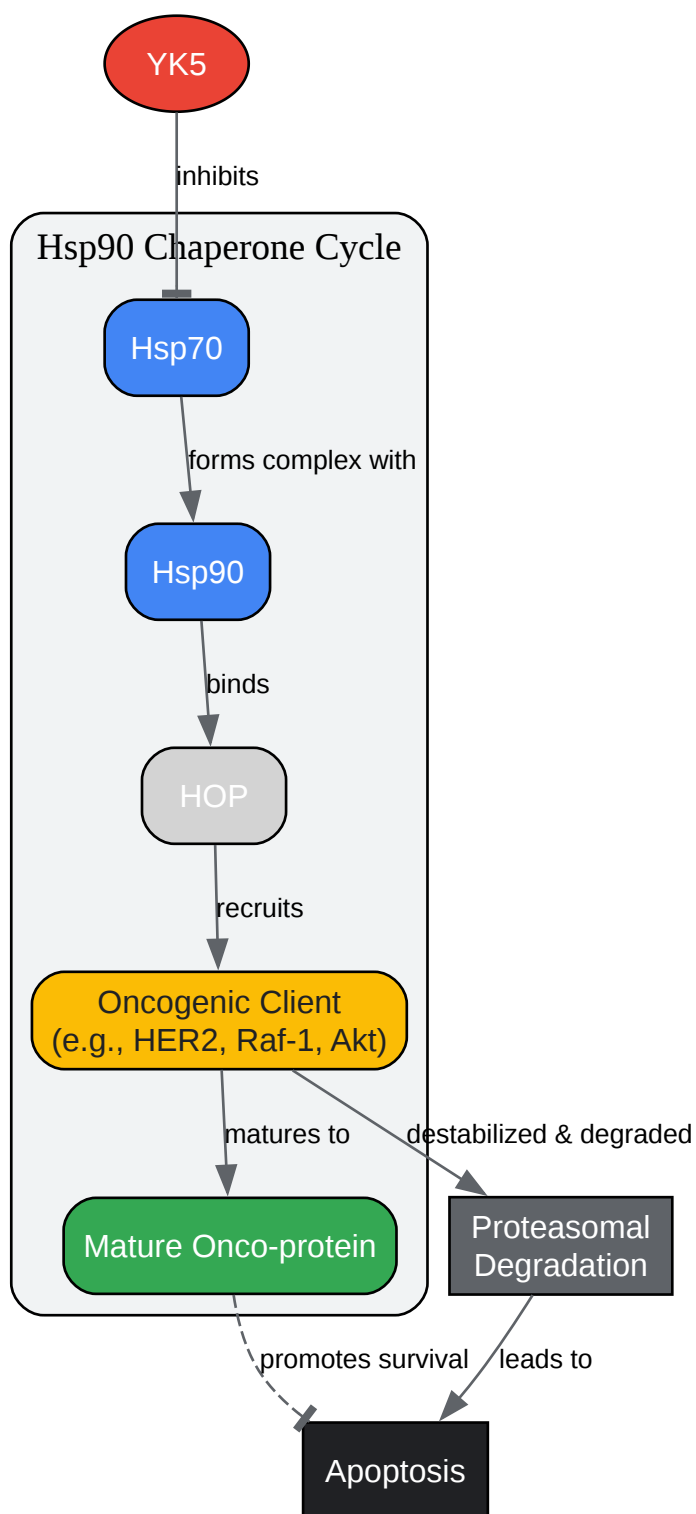 YK5
inhibits
Hsp90 Chaperone Cycle
Hsp70
forms complex with
Hsp90
binds
HOP
recruits
Oncogenic Client
(e.g., HER2, Raf-1, Akt)
matures to
destabilized & degraded
Mature Onco-protein
Proteasomal
Degradation
promotes survival
leads to
Apoptosis